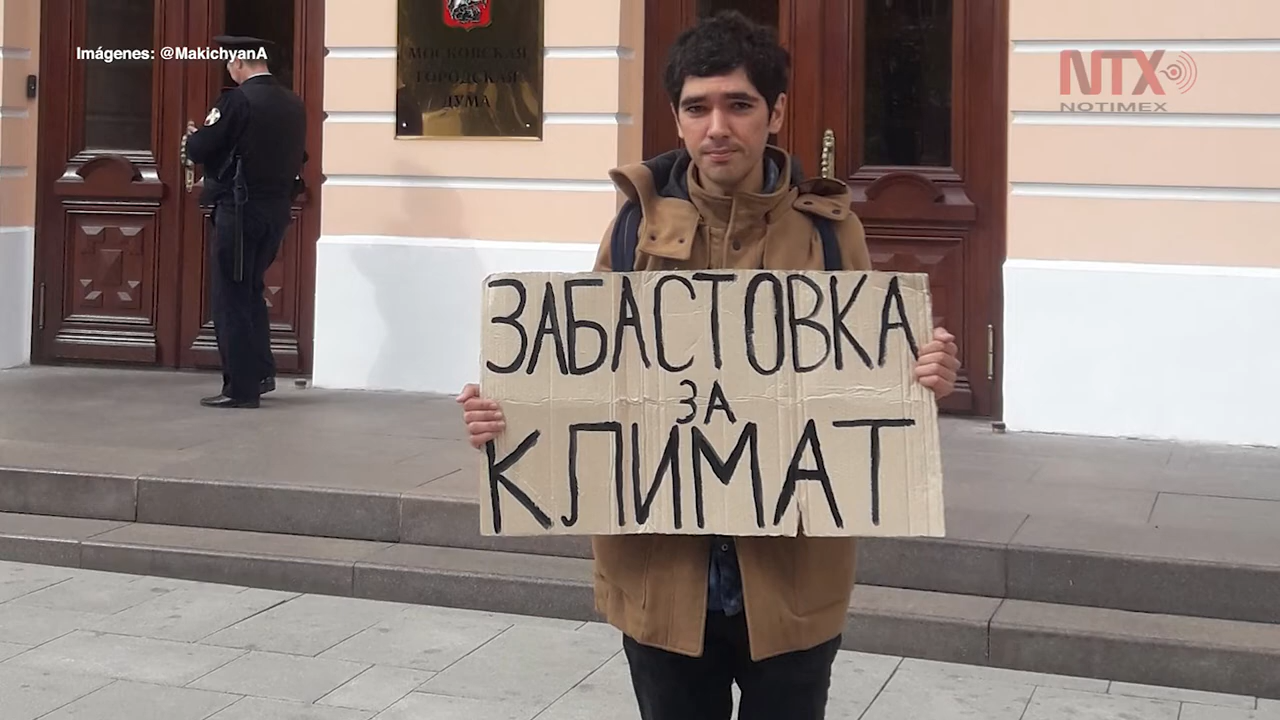 Imágenes: @MakichyanA
NTX
NOTIMEX
МОСКОВСКАЯ
ГОРОДСКАЯ
ДУМА
ЗАБАСТОВКА
ЗА
КЛИМАТ